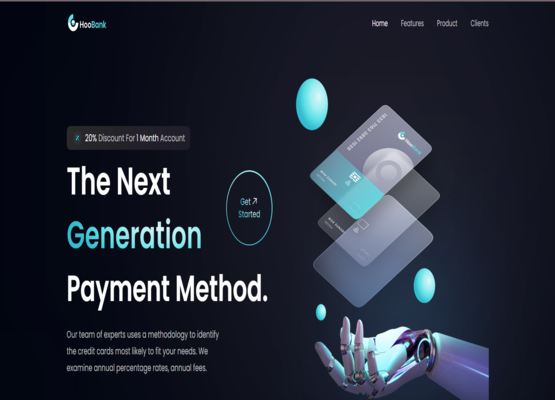 HooBank
Home Features Product Clients
20% Discount For 1 Month Account
The Next
Generation
Payment Method.
Get
Started
Our team of experts uses a methodology to identify
the credit cards most likely to fit your needs. We
examine annual percentage rates, annual fees.
HooBank